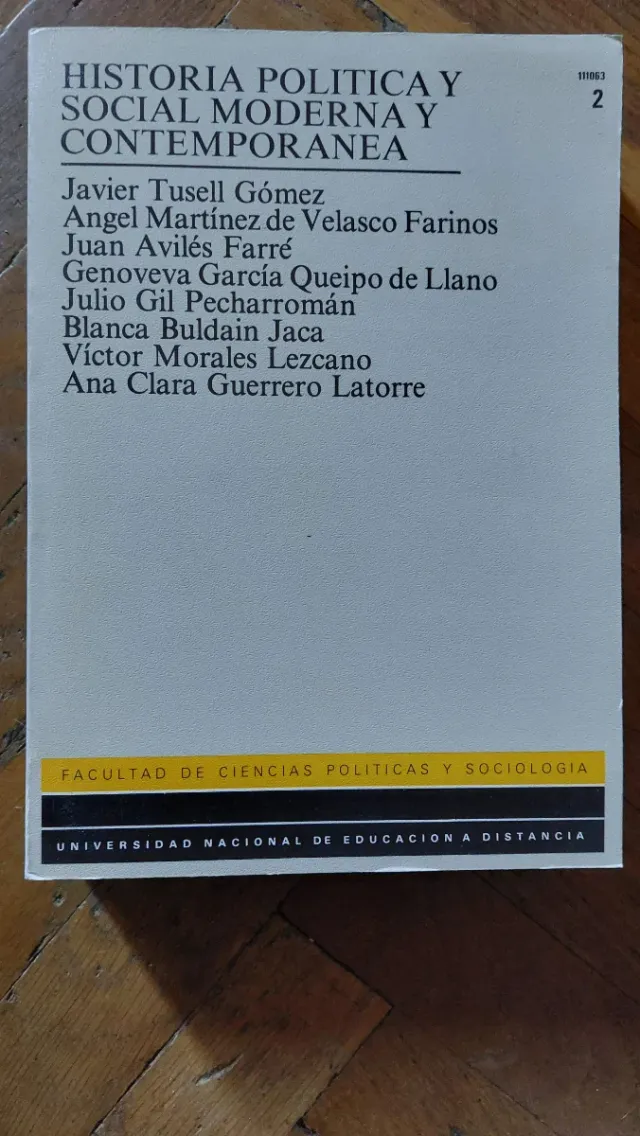 HISTORIA POLITICA Y
SOCIAL MODERNA Y
CONTEMPORANEA
111063
2
Javier Tusell Gómez
Angel Martínez de Velasco Farinos
Juan Avilés Farré
Genoveva García Queipo de Llano
Julio Gil Pecharromán
Blanca Buldain Jaca
Víctor Morales Lezcano
Ana Clara Guerrero Latorre
FACULTAD DE CIENCIAS POLITICAS Y SOCIOLOGIA
UNIVERSIDAD NACIONAL DE EDUCACION A DISTANCIA